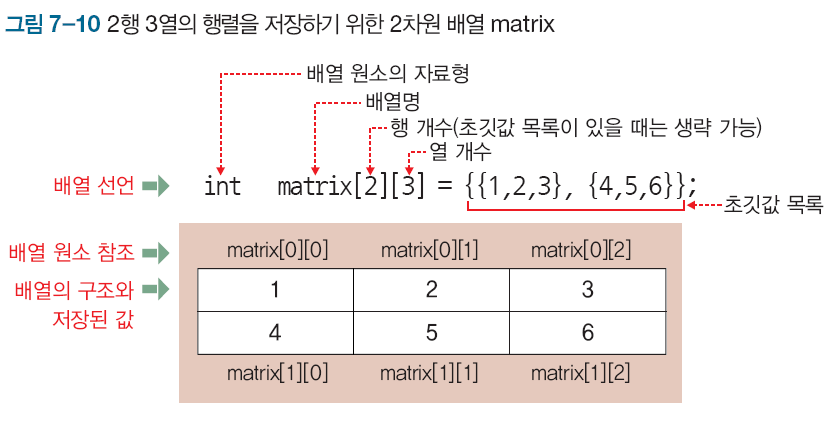 그림 7-10 2행 3열의 행렬을 저장하기 위한 2차원 배열 matrix
배열 원소의 자료형
배열명
행 개수(초깃값 목록이 있을 때는 생략 가능)
열 개수
배열 선언
int matrix[2][3] = {{1,2,3}, {4,5,6}};
초깃값 목록
배열 원소 참조
matrix[0][0] matrix[0][1] matrix[0][2]
배열의 구조와
저장된 값
1 2 3
4 5 6
matrix[1][0] matrix[1][1] matrix[1][2]